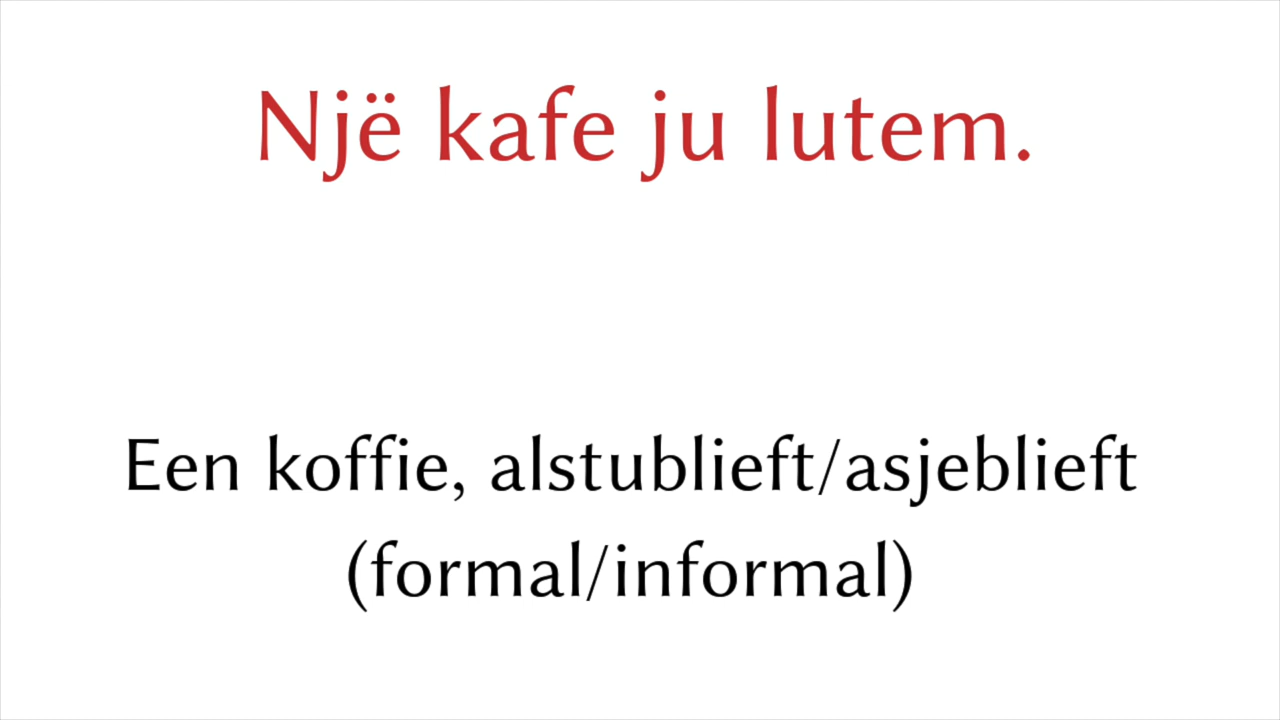 Një kafe ju lutem.
Een koffie, alstublieft/asjeblieft
(formal/informal)